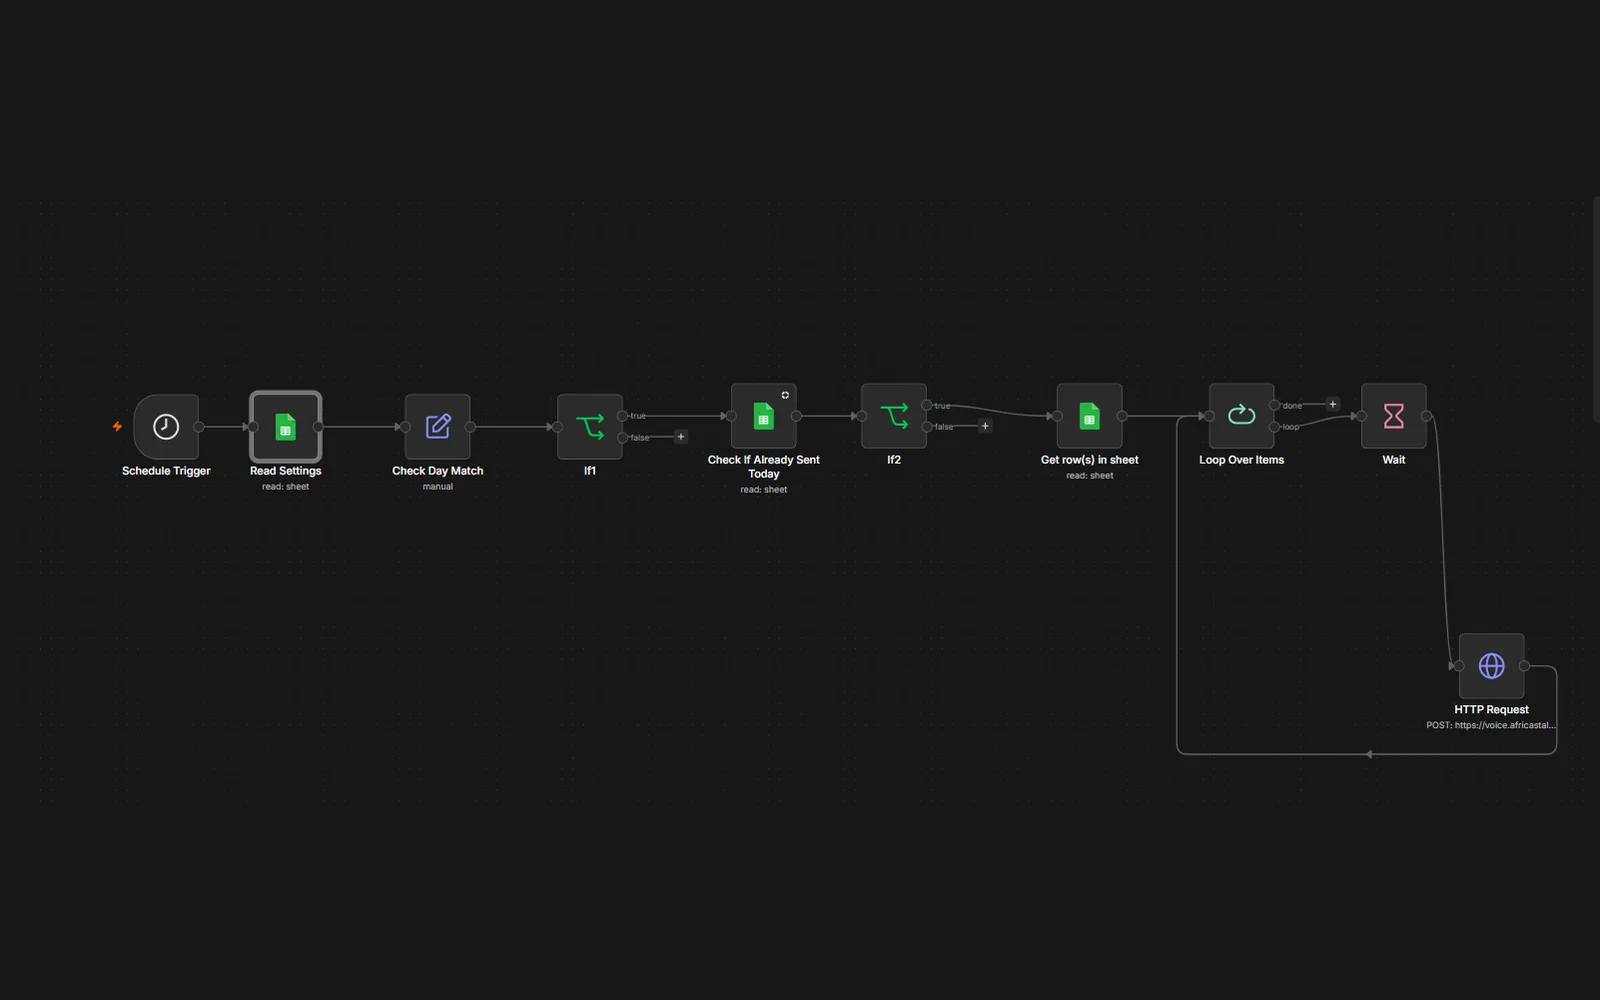 Schedule Trigger
Read Settings
read: sheet
Check Day Match
manual
If1
true
false
Check If Already Sent
Today
read: sheet
If2
true
false
Get row(s) in sheet
read: sheet
Loop Over Items
done
loop
Wait
HTTP Request
POST: https://voice.africastal...